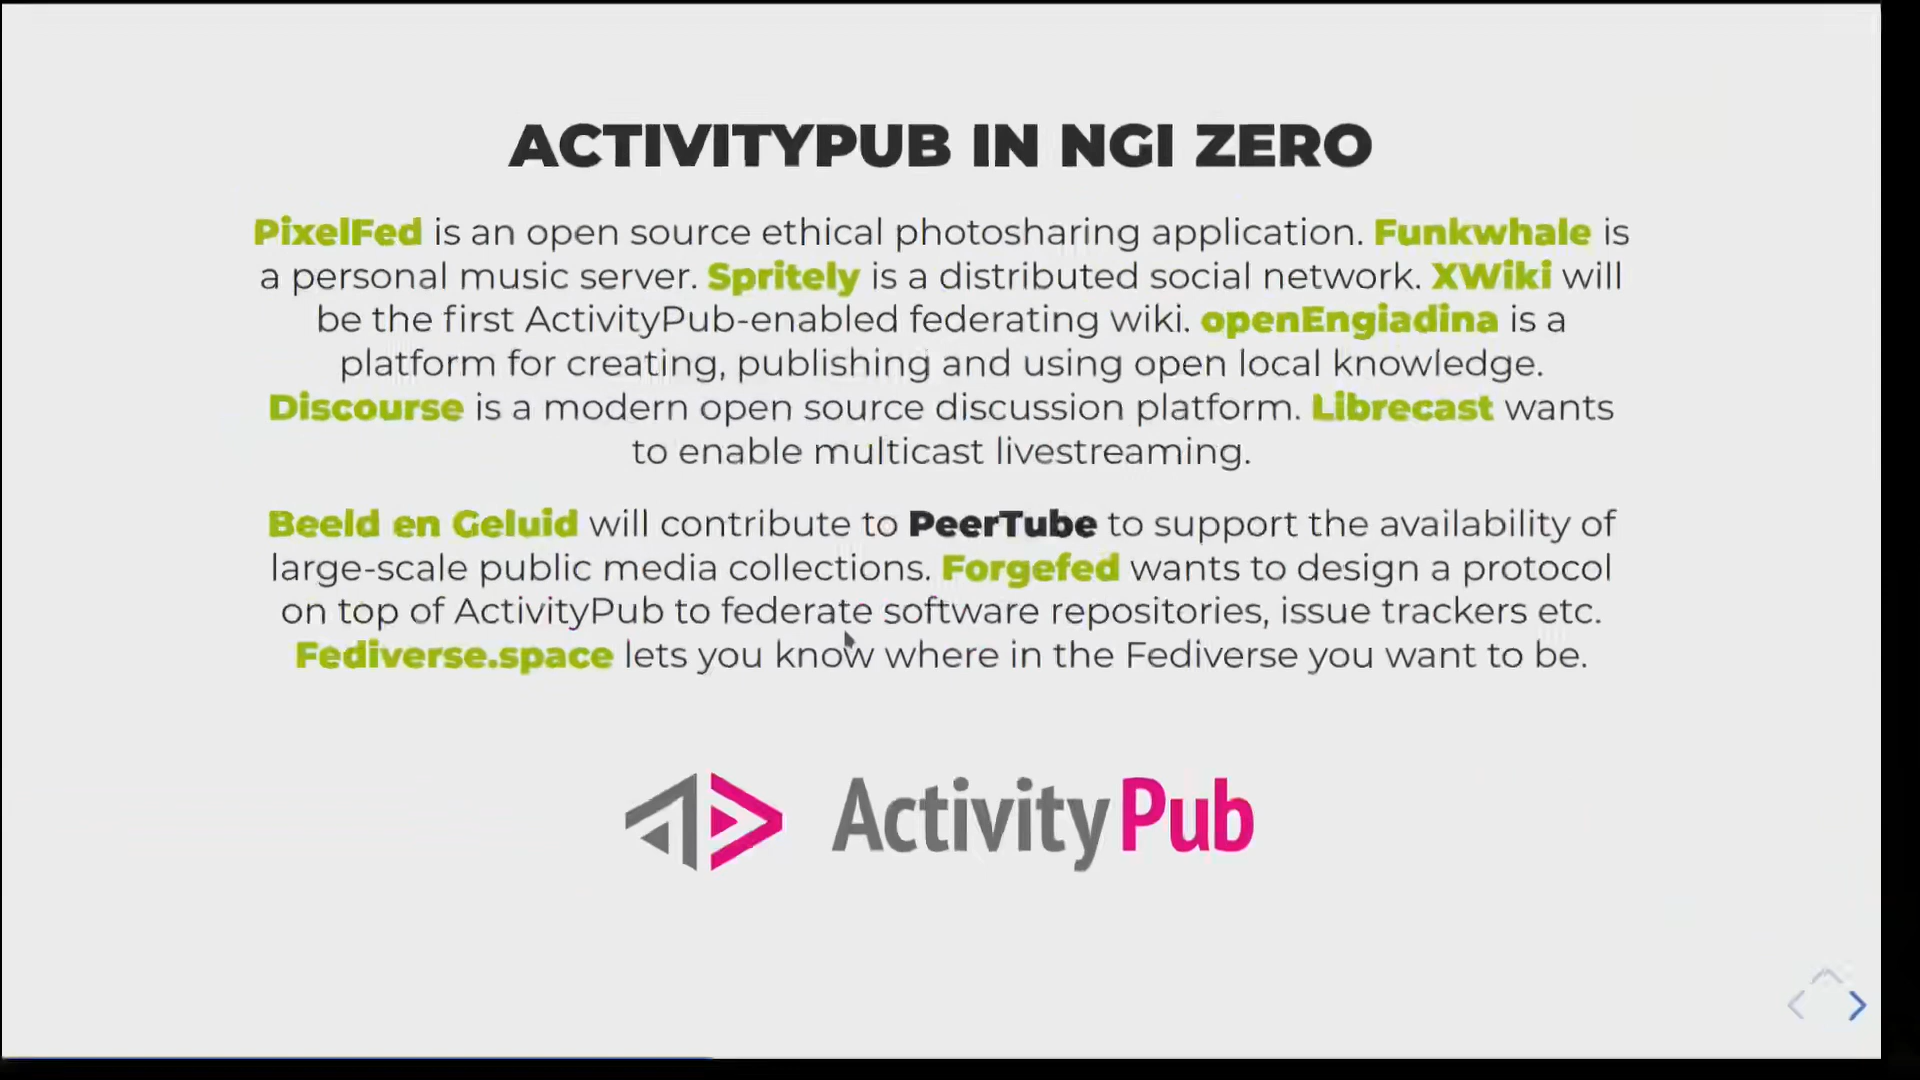 ACTIVITYPUB IN NGI ZERO
PixelFed is an open source ethical photosharing application. Funkwhale is
a personal music server. Spritely is a distributed social network. XWiki will
be the first ActivityPub-enabled federating wiki. openEngiadina is a
platform for creating, publishing and using open local knowledge.
Discourse is a modern open source discussion platform. Librecast wants
to enable multicast livestreaming.
Beeld en Geluid will contribute to PeerTube to support the availability of
large-scale public media collections. Forgefed wants to design a protocol
on top of ActivityPub to federate software repositories, issue trackers etc.
Fediverse.space lets you know where in the Fediverse you want to be.
ActivityPub